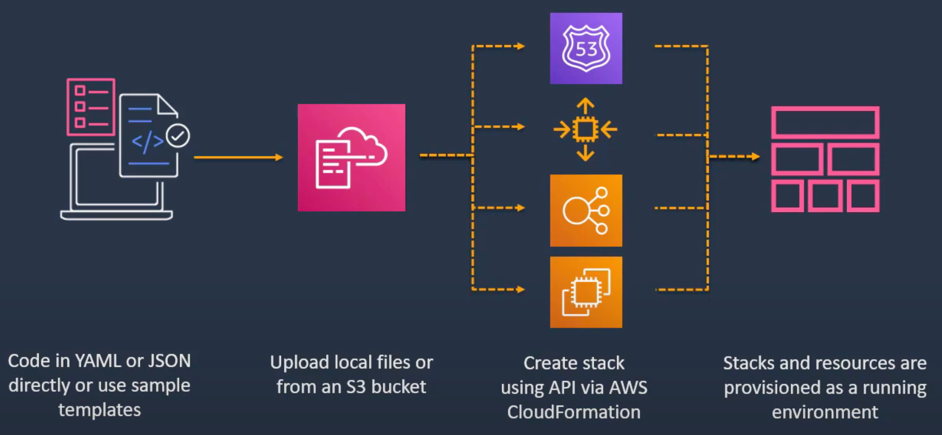 53
</>
Code in YAML or JSON
directly or use sample
templates
Upload local files or
from an S3 bucket
Create stack
using API via AWS
CloudFormation
Stacks and resources are
provisioned as a running
environment